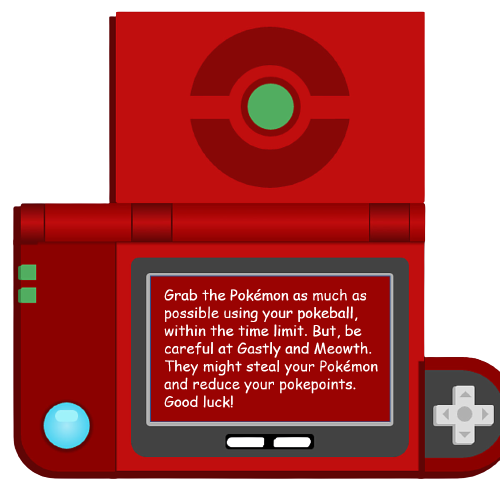 Grab the Pokémon as much as
possible using your pokeball,
within the time limit. But, be
careful at Gastly and Meowth.
They might steal your Pokémon
and reduce your pokepoints.
Good luck!